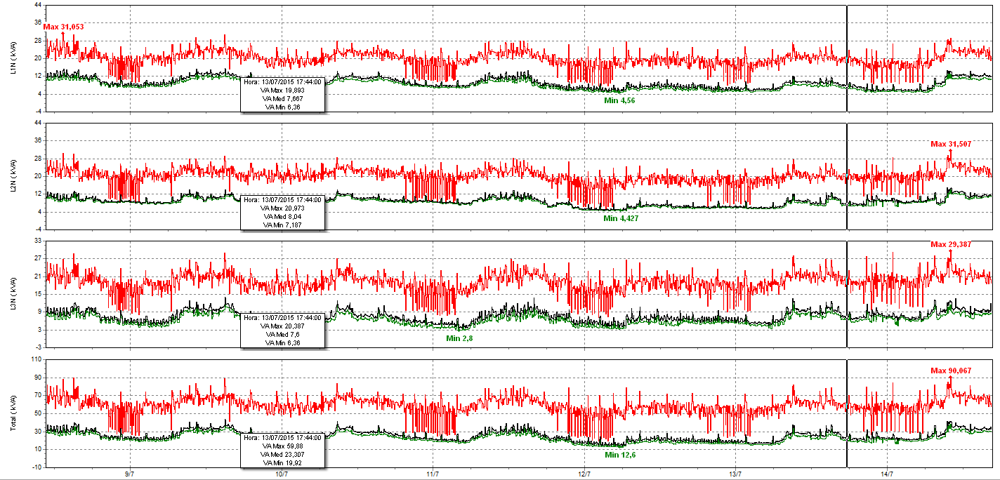 L1N ( kVA)
44
36
28
20
12
4
-4
Max 31,053
Hora: 13/07/2015 17:44:00
VA Max 19,893
VA Med 7,667
VA Min 6,36
Min 4,56
L2N ( kVA)
44
36
28
20
12
4
-4
Max 31,507
Hora: 13/07/2015 17:44:00
VA Max 20,973
VA Med 8,04
VA Min 7,187
Min 4,427
L3N ( kVA)
33
27
21
15
9
3
-3
Max 29,387
Hora: 13/07/2015 17:44:00
VA Max 20,387
VA Med 7,6
VA Min 6,36
Min 2,8
Total ( kVA)
110
90
70
50
30
10
-10
Max 90,067
Hora: 13/07/2015 17:44:00
VA Max 59,88
VA Med 23,307
VA Min 19,92
Min 12,6
9/7 10/7 11/7 12/7 13/7 14/7